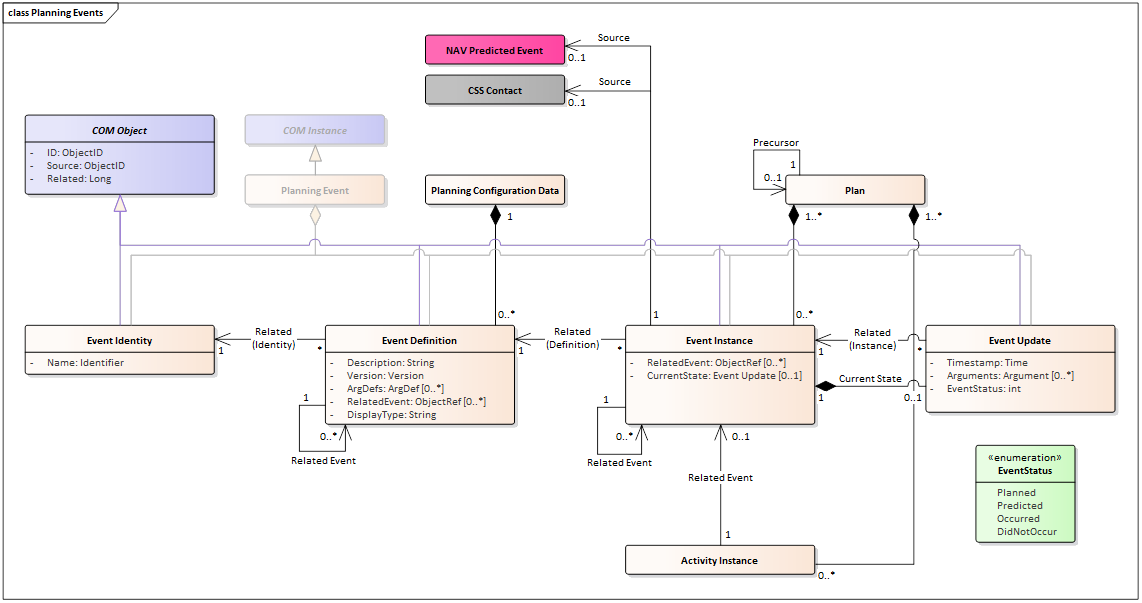 class Planning Events
NAV Predicted Event
Source
0..1
CSS Contact
Source
0..1
COM Object
- ID: ObjectID
- Source: ObjectID
- Related: Long
COM Instance
Planning Event
Planning Configuration Data
1
0..*
Precursor
1
0..1
Plan
1..*
1..*
1
0..*
Event Identity
- Name: Identifier
Related
(Identity)
1
*
Event Definition
- Description: String
- Version: Version
- ArgDefs: ArgDef [0..*]
- RelatedEvent: ObjectRef [0..*]
- DisplayType: String
1
0..*
Related Event
Related
(Definition)
1
*
Event Instance
- RelatedEvent: ObjectRef [0..*]
- CurrentState: Event Update [0..1]
1
0..*
Related Event
Related
(Instance)
1
*
Current State
1
0..1
Event Update
- Timestamp: Time
- Arguments: Argument [0..*]
- EventStatus: int
0..1
Related Event
1
Activity Instance
0..*
«enumeration»
EventStatus
Planned
Predicted
Occurred
DidNotOccur